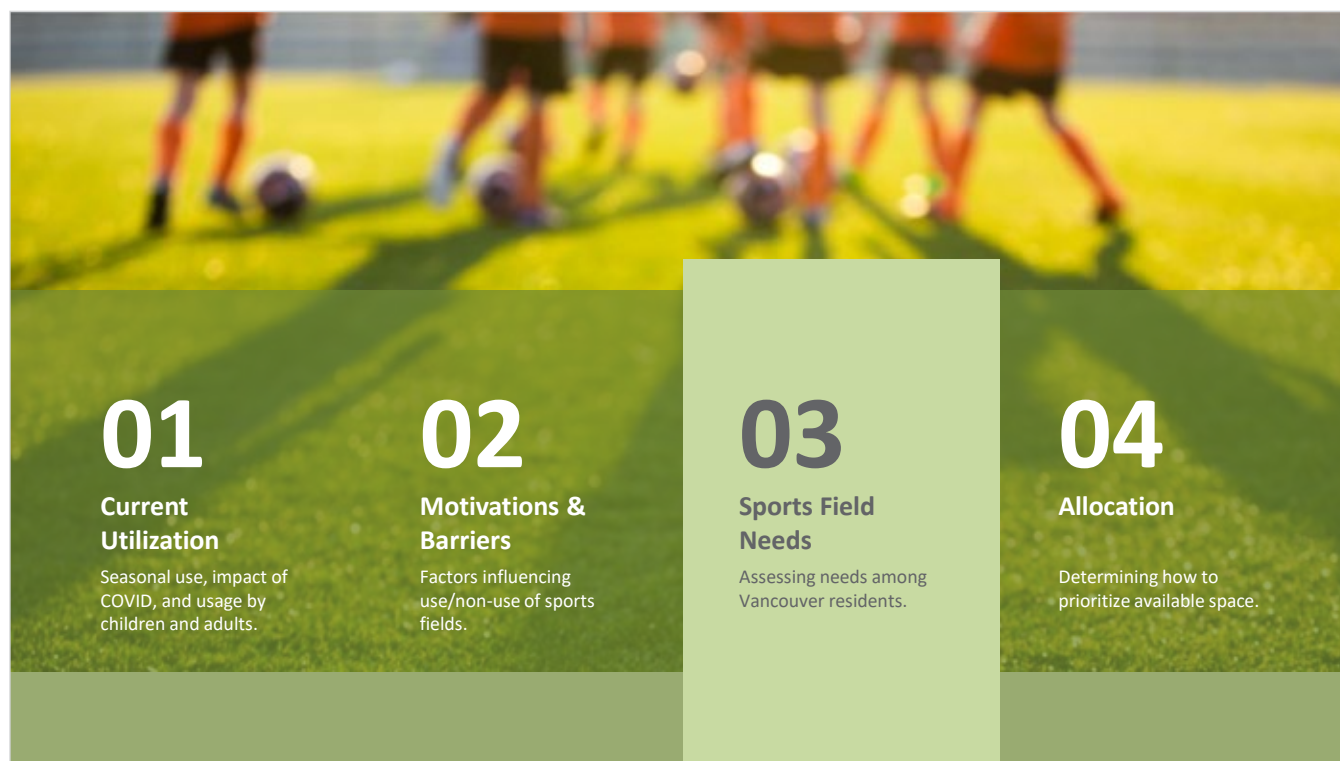 01
Current
Utilization
Seasonal use, impact of
COVID, and usage by
children and adults.
02
Motivations &
Barriers
Factors influencing
use/non-use of sports
fields.
03
Sports Field
Needs
Assessing needs among
Vancouver residents.
04
Allocation
Determining how to
prioritize available space.